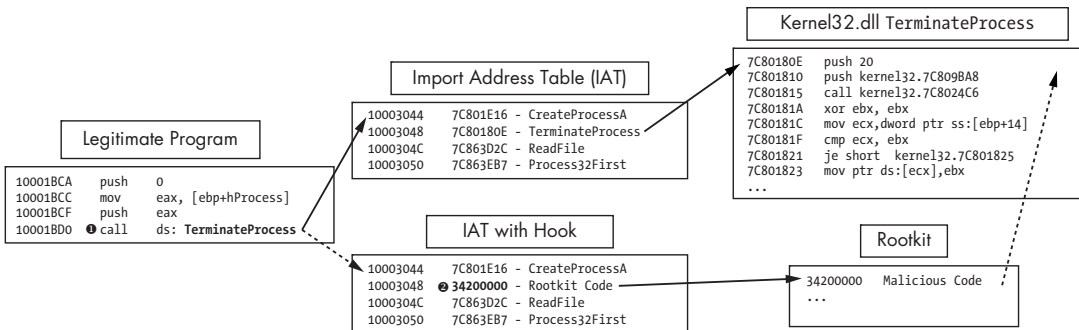 Legitimate Program
10001BCA push 0
10001BCC mov eax, [ebp+hProcess]
10001BCF push eax
10001BD0 ❶ call ds: TerminateProcess
Import Address Table (IAT)
10003044 7C801E16 - CreateProcessA
10003048 7C80180E - TerminateProcess
1000304C 7C863D2C - ReadFile
10003050 7C863EB7 - Process32First
Kernel32.dll TerminateProcess
7C80180E push 20
7C801810 push kernel32.7C809BA8
7C801815 call kernel32.7C8024C6
7C80181A xor ebx, ebx
7C80181C mov ecx,dword ptr ss:[ebp+14]
7C80181F cmp ecx, ebx
7C801821 je short kernel32.7C801825
7C801823 mov ptr ds:[ecx],ebx
...
IAT with Hook
10003044 7C801E16 - CreateProcessA
10003048 ❷ 34200000 - Rootkit Code
1000304C 7C863D2C - ReadFile
10003050 7C863EB7 - Process32First
Rootkit
34200000 Malicious Code
...